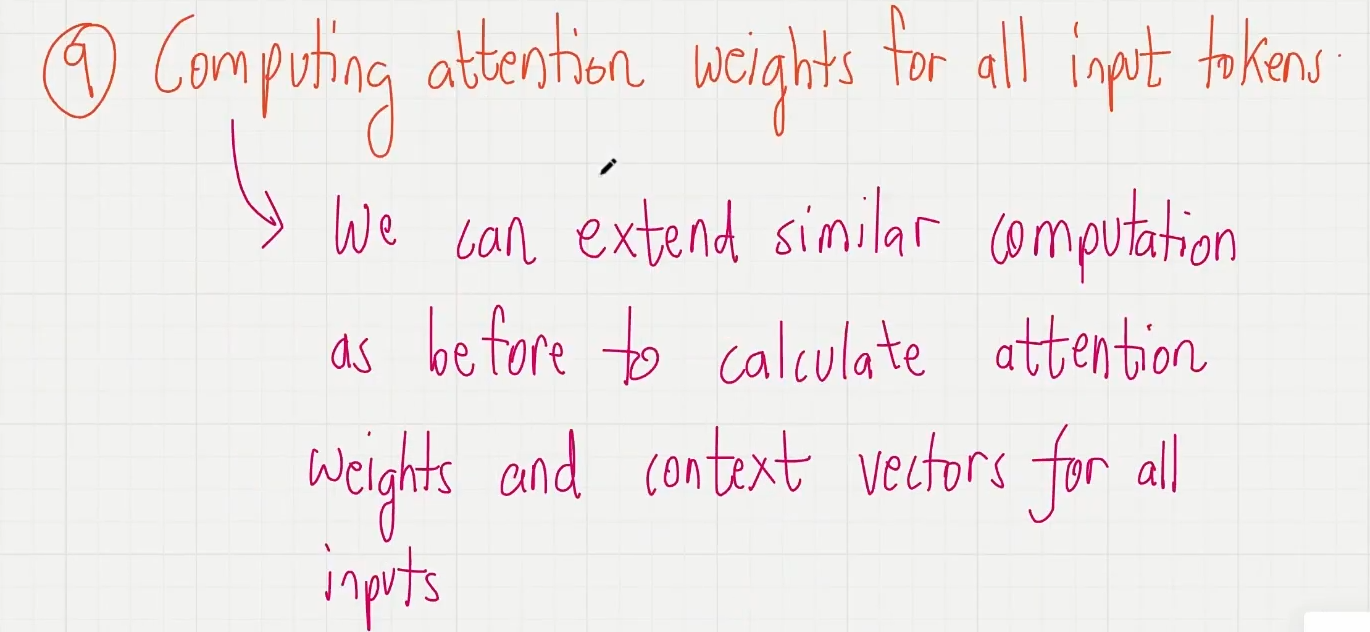 9 Computing attention weights for all input tokens.
We can extend similar computation
as before to calculate attention
weights and context vectors for all
inputs